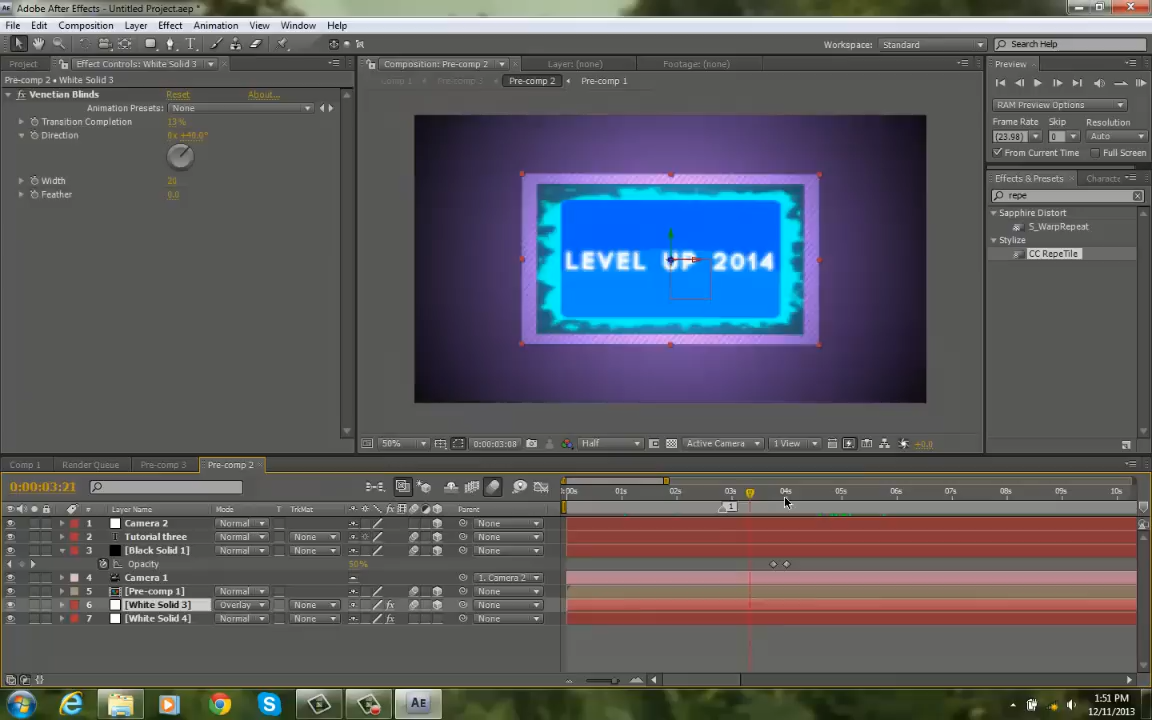 Adobe After Effects - Untitled Project.aep *
File Edit Composition Layer Effect Animation View Window Help
Workspace: Standard Search Help
Project Effect Controls: White Solid 3
Composition: Pre-comp 2 Layer: (none) Footage: (none)
Preview
Pre-comp 2 • White Solid 3
Comp 1 Pre-comp 3 Pre-comp 2 Pre-comp 1
fx Venetian Blinds Reset About...
Animation Presets: None
Transition Completion 13%
Direction 0x +48.0°
Width 20
Feather 0.0
LEVEL UP 2014
RAM Preview Options
Frame Rate Skip Resolution
(23.98) 0 Auto
From Current Time Full Screen
Effects & Presets Characte
repe
Sapphire Distort
S_WarpRepeat
Stylize
CC RepeTile
50% 0:00:03:08 Half Active Camera 1 View +0.0
Comp 1 Render Queue Pre-comp 3 Pre-comp 2
0:00:03:21
:00s 01s 02s 03s 04s 05s 06s 07s 08s 09s 10s
# Layer Name Mode T TrkMat Parent
1
1 Camera 2 Normal None
2 Tutorial three Normal None None
3 [Black Solid 1] Normal None None
Opacity 50%
4 Camera 1 1. Camera 2
5 [Pre-comp 1] Normal None None
6 [White Solid 3] Overlay None fx None
7 [White Solid 4] Normal None fx None
Ae
1:51 PM
12/11/2013